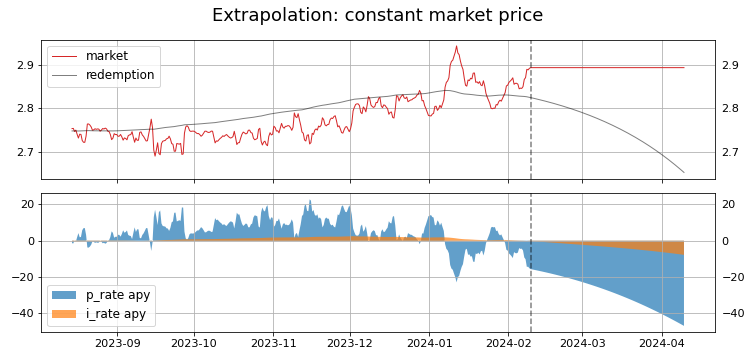 Extrapolation: constant market price
market
redemption
2.9
2.8
2.7
2.9
2.8
2.7
20
0
−20
−40
20
0
−20
−40
p_rate apy
i_rate apy
2023-09 2023-10 2023-11 2023-12 2024-01 2024-02 2024-03 2024-04